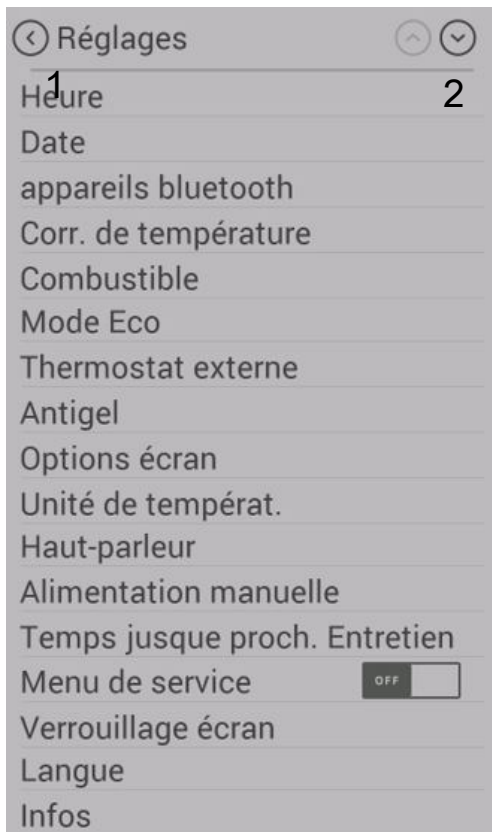 Réglages
1
2
Heure
Date
appareils bluetooth
Corr. de température
Combustible
Mode Eco
Thermostat externe
Antigel
Options écran
Unité de températ.
Haut-parleur
Alimentation manuelle
Temps jusque proch. Entretien
Menu de service OFF
Verrouillage écran
Langue
Infos